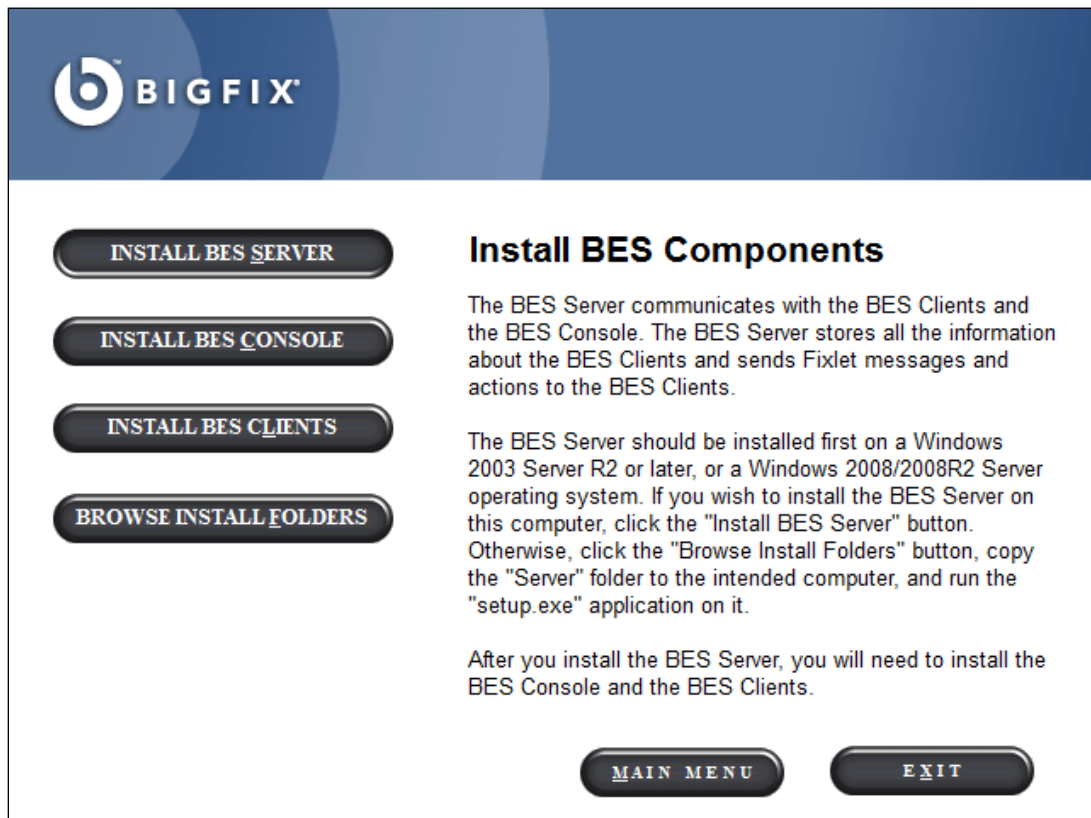 BIGFIX®
INSTALL BES SERVER
INSTALL BES CONSOLE
INSTALL BES CLIENTS
BROWSE INSTALL FOLDERS
Install BES Components
The BES Server communicates with the BES Clients and
the BES Console. The BES Server stores all the information
about the BES Clients and sends Fixlet messages and
actions to the BES Clients.
The BES Server should be installed first on a Windows
2003 Server R2 or later, or a Windows 2008/2008R2 Server
operating system. If you wish to install the BES Server on
this computer, click the "Install BES Server" button.
Otherwise, click the "Browse Install Folders" button, copy
the "Server" folder to the intended computer, and run the
"setup.exe" application on it.
After you install the BES Server, you will need to install the
BES Console and the BES Clients.
MAIN MENU
EXIT